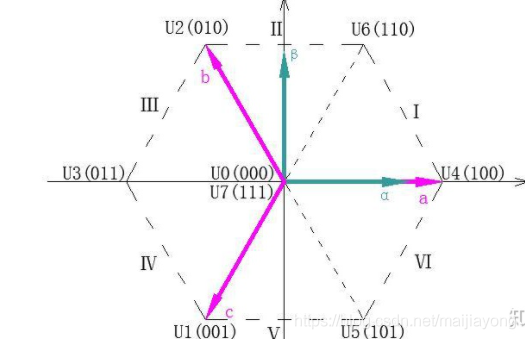 U2(010)
II
U6(110)
β
b
III
I
U3(011)
U0(000)
U4(100)
U7(111)
α
a
IV
VI
c
https://blog.csdn.net/maijiayong
知
U1(001)
V
U5(101)